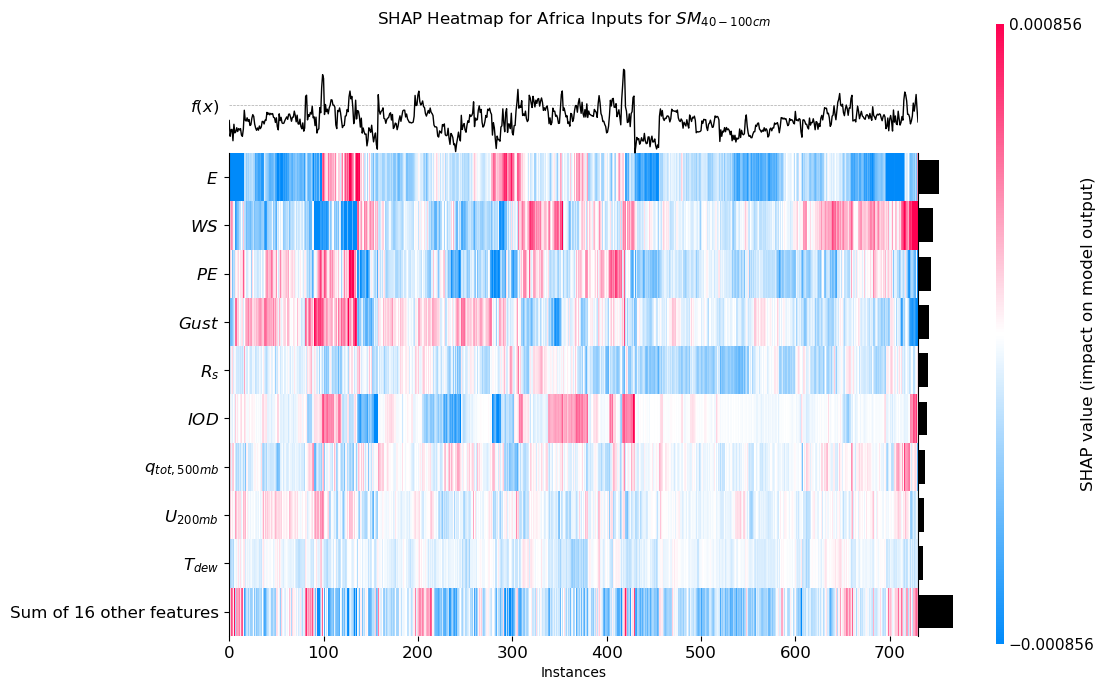 SHAP Heatmap for Africa Inputs for SM40−100cm
0.000856
f(x)
E
WS
PE
Gust
Rs
IOD
qtot,500mb
U200mb
Tdew
Sum of 16 other features
0 100 200 300 400 500 600 700
Instances
−0.000856
SHAP value (impact on model output)